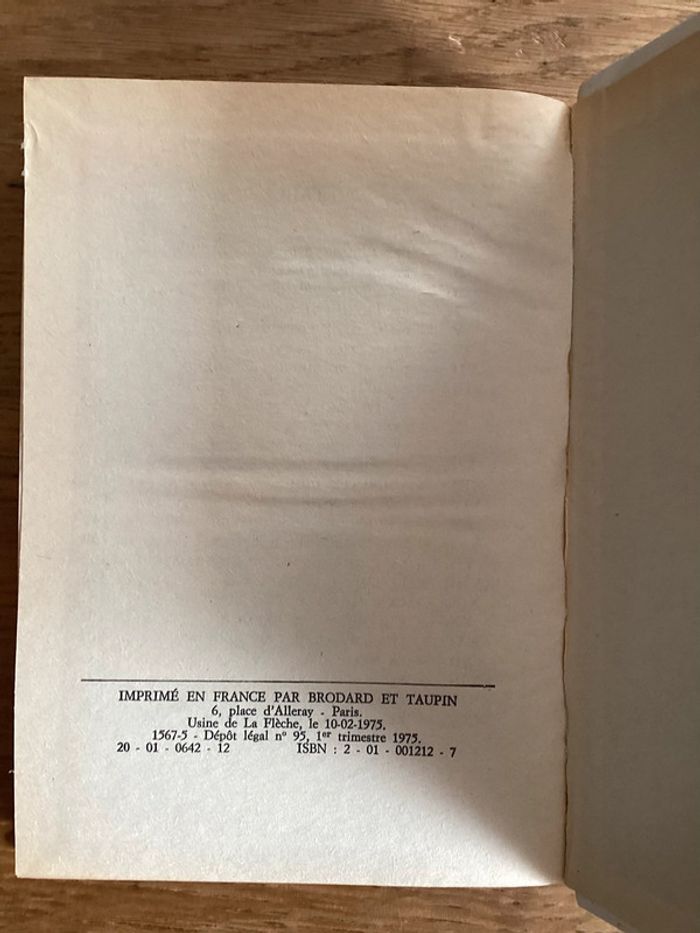 IMPRIMÉ EN FRANCE PAR BRODARD ET TAUPIN
6, place d'Alleray - Paris.
Usine de La Flèche, le 10-02-1975.
1567-5 - Dépôt légal n° 95, 1er trimestre 1975.
20 - 01 - 0642 - 12 ISBN : 2 - 01 - 001212 - 7